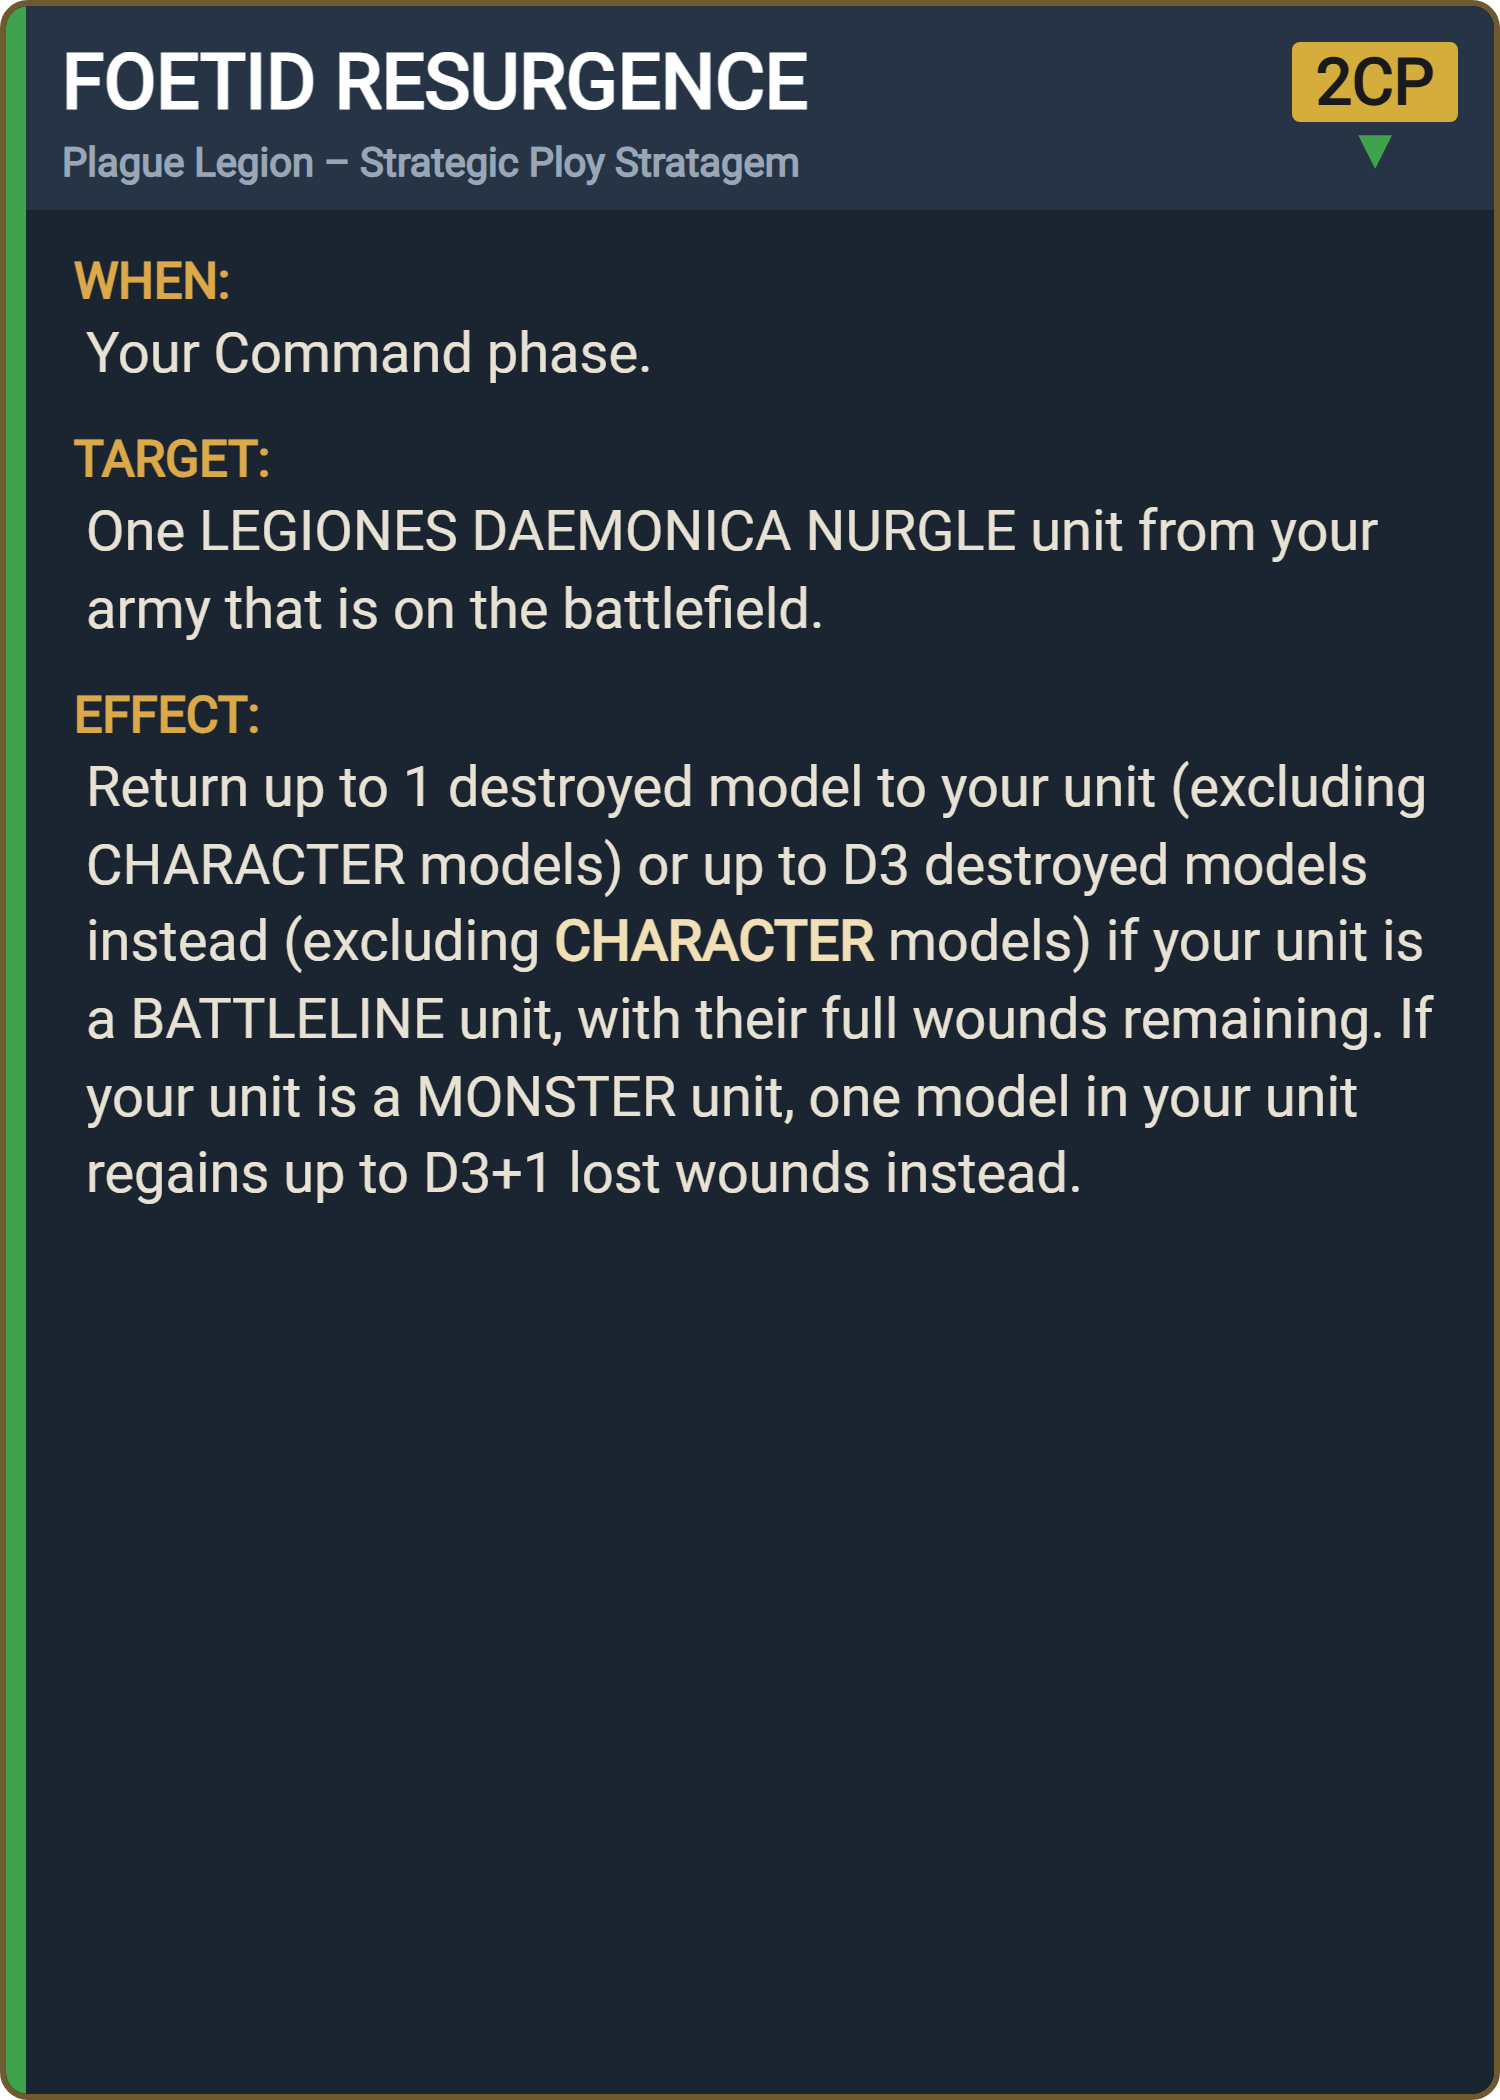 FOETID RESURGENCE
2CP
Plague Legion – Strategic Ploy Stratagem
WHEN:
Your Command phase.
TARGET:
One LEGIONES DAEMONICA NURGLE unit from your
army that is on the battlefield.
EFFECT:
Return up to 1 destroyed model to your unit (excluding
CHARACTER models) or up to D3 destroyed models
instead (excluding CHARACTER models) if your unit is
a BATTLELINE unit, with their full wounds remaining. If
your unit is a MONSTER unit, one model in your unit
regains up to D3+1 lost wounds instead.